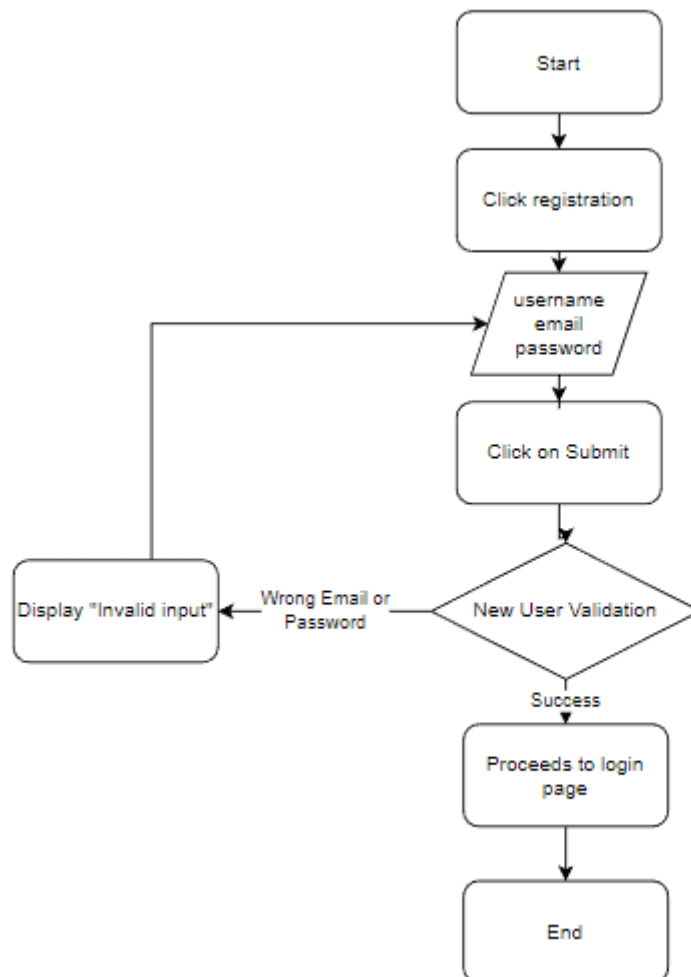 Start
Click registration
username
email
password
Click on Submit
New User Validation
Wrong Email or
Password
Display "Invalid input"
Success
Proceeds to login
page
End